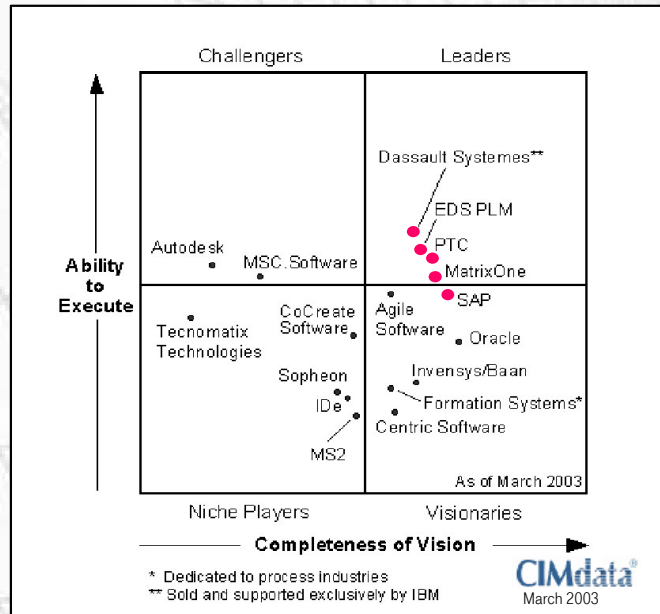 Challengers
Leaders
Dassault Systemes**
EDS PLM
PTC
MatrixOne
SAP
Autodesk
MSC.Software
Ability
to
Execute
CoCreate
Software
Agile
Software
Tecnomatix
Technologies
Oracle
Sopheon
Invensys/Baan
IDe
Formation Systems*
Centric Software
MS2
As of March 2003
Niche Players
Visionaries
Completeness of Vision
* Dedicated to process industries
** Sold and supported exclusively by IBM
CIMdata®
March 2003